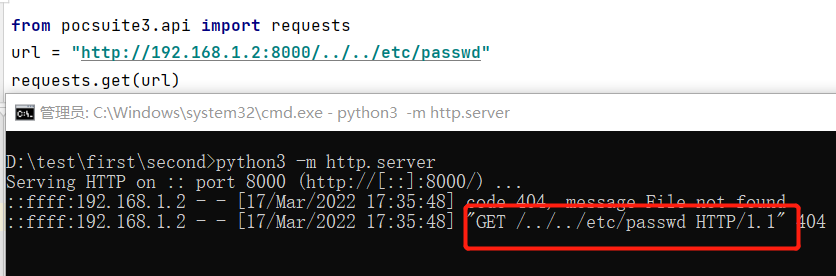 from pocsuite3.api import requests
url = "http://192.168.1.2:8000/../../etc/passwd"
requests.get(url)
管理员: C:\Windows\system32\cmd.exe - python3 -m http.server
D:\test\first\second>python3 -m http.server
Serving HTTP on :: port 8000 (http://[::]:8000/) ...
::ffff:192.168.1.2 - - [17/Mar/2022 17:35:48] code 404, message File not found
::ffff:192.168.1.2 - - [17/Mar/2022 17:35:48] "GET /../../etc/passwd HTTP/1.1" 404